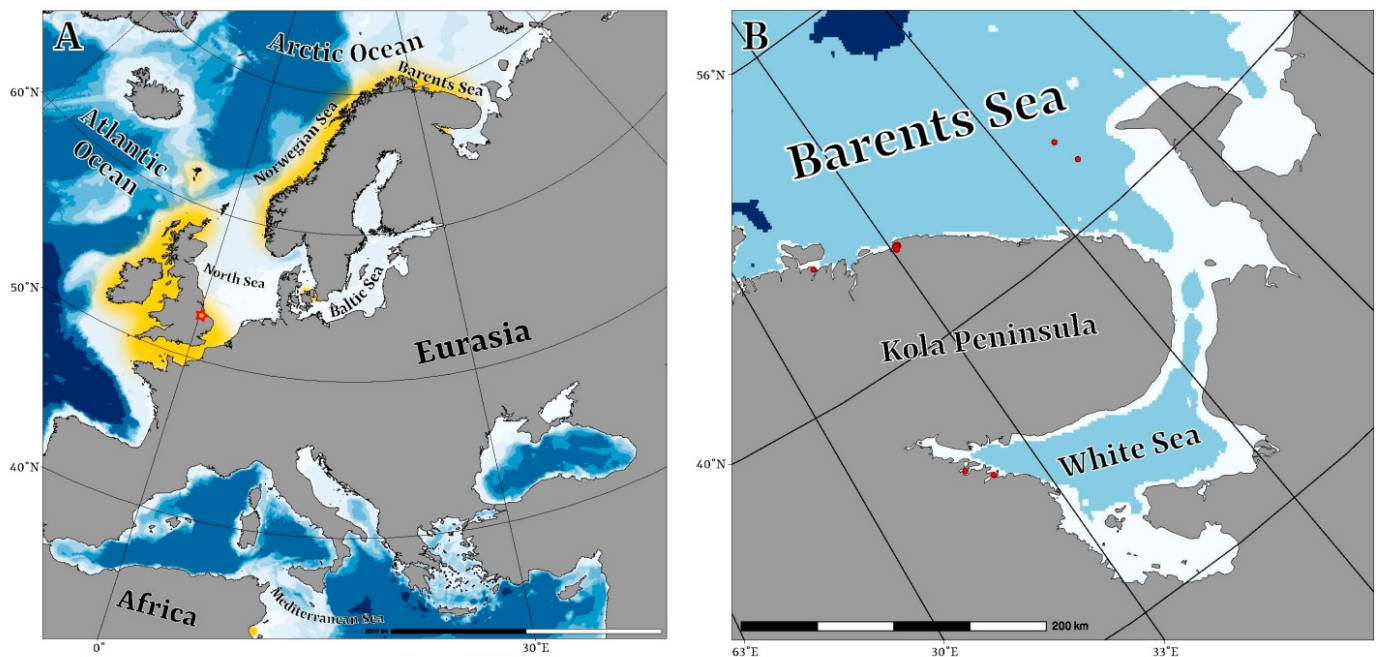 A
Arctic Ocean
Barents Sea
60°N
Norwegian Sea
Atlantic
Ocean
50°N
North Sea
Baltic Sea
Eurasia
40°N
Africa
Mediterranean Sea
0°
30°E
B
56°N
Barents Sea
Kola Peninsula
White Sea
40°N
200 km
63°E
30°E
33°E